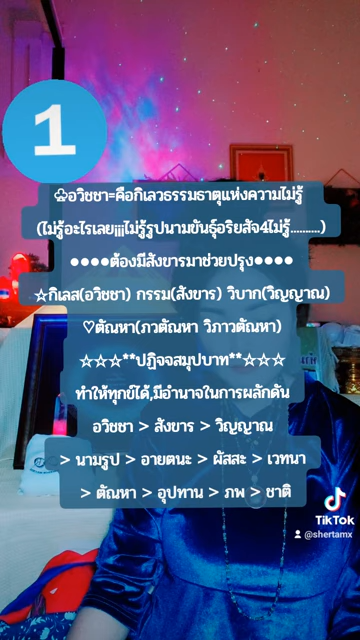 1
♧อวิชชา=คือกิเลวธรรมธาตุแห่งความไม่รู้
(ไม่รู้อะไรเลย¡¡¡ไม่รู้รูปนามขันธุ์อริยสัจ4ไม่รู้.........)
●●●●ต้องมีสังขารมาช่วยปรุง●●●●
☆กิเลส(อวิชชา) กรรม(สังขาร) วิบาก(วิญญาณ)
♡ตัณหา(ภวตัณหา วิภาวตัณหา)
☆☆☆**ปฏิจจสมุปบาท**☆☆☆
ทำให้ทุกข์ได้,มีอำนาจในการผลักดัน
อวิชชา > สังขาร > วิญญาณ
> นามรูป > อายตนะ > ผัสสะ > เวทนา
> ตัณหา > อุปทาน > ภพ > ชาติ
TikTok
@shertamx